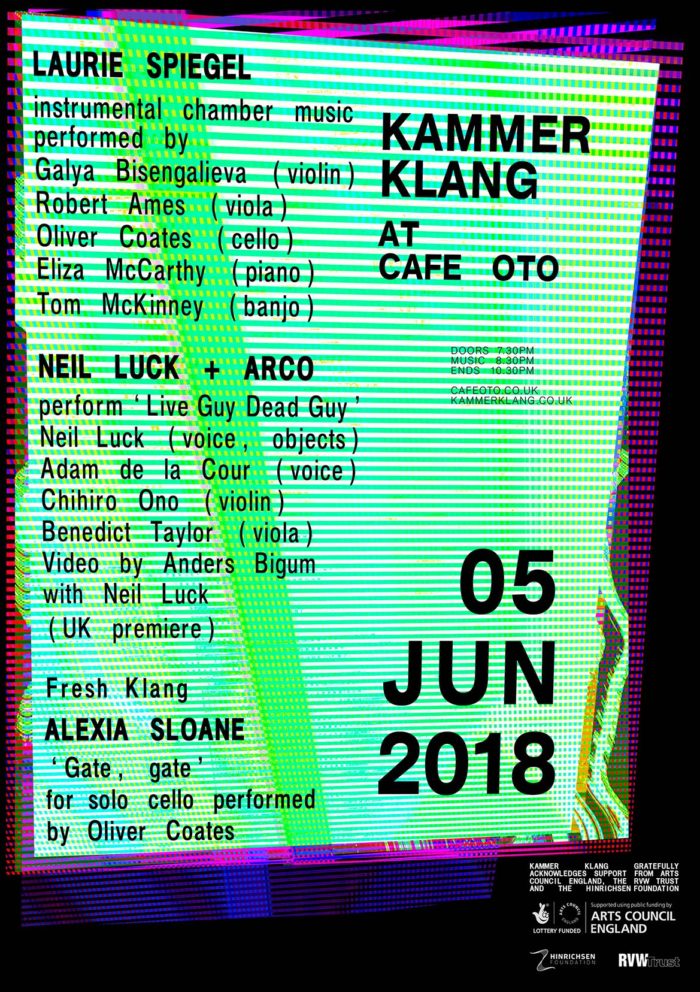 LAURIE SPIEGEL
instrumental chamber music
performed by
Galya Bisengalieva (violin)
Robert Ames (viola)
Oliver Coates (cello)
Eliza McCarthy (piano)
Tom McKinney (banjo)
NEIL LUCK + ARCO
perform 'Live Guy Dead Guy'
Neil Luck (voice, objects)
Adam de la Cour (voice)
Chihiro Ono (violin)
Benedict Taylor (viola)
Video by Anders Bigum
with Neil Luck
(UK premiere)
Fresh Klang
ALEXIA SLOANE
'Gate, gate'
for solo cello performed
by Oliver Coates
KAMMER
KLANG
AT
CAFE OTO
DOORS 7.30PM
MUSIC 8.30PM
ENDS 10.30PM
CAFEOTO.CO.UK
KAMMERKLANG.CO.UK
05
JUN
2018
KAMMER KLANG GRATEFULLY
ACKNOWLEDGES SUPPORT FROM ARTS
COUNCIL ENGLAND, THE RVW TRUST
AND THE HINRICHSEN FOUNDATION
LOTTERY FUNDED
Supported using public funding by
ARTS COUNCIL
ENGLAND
HINRICHSEN
FOUNDATION
RVWTrust